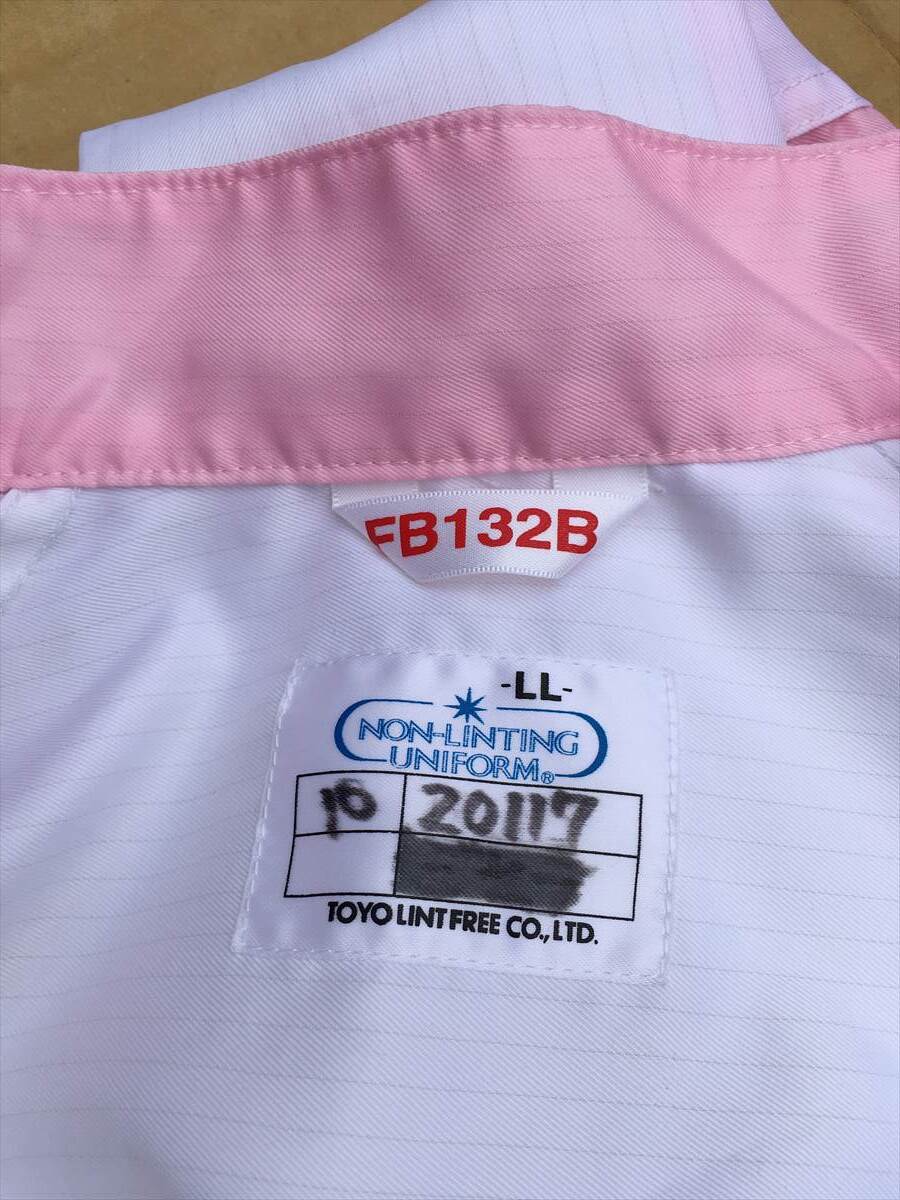 FB132B
-LL-
NON-LINTING
UNIFORM®
10 20117
TOYO LINT FREE CO., LTD.